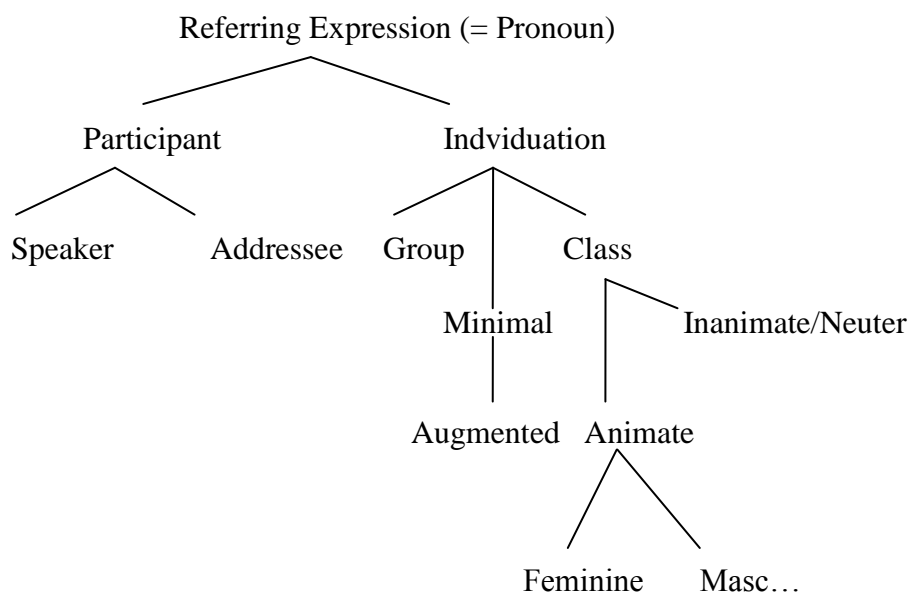 Referring Expression (= Pronoun)
Participant Indviduation
Speaker Addressee Group Class
Minimal Inanimate/Neuter
Augmented Animate
Feminine Masc…